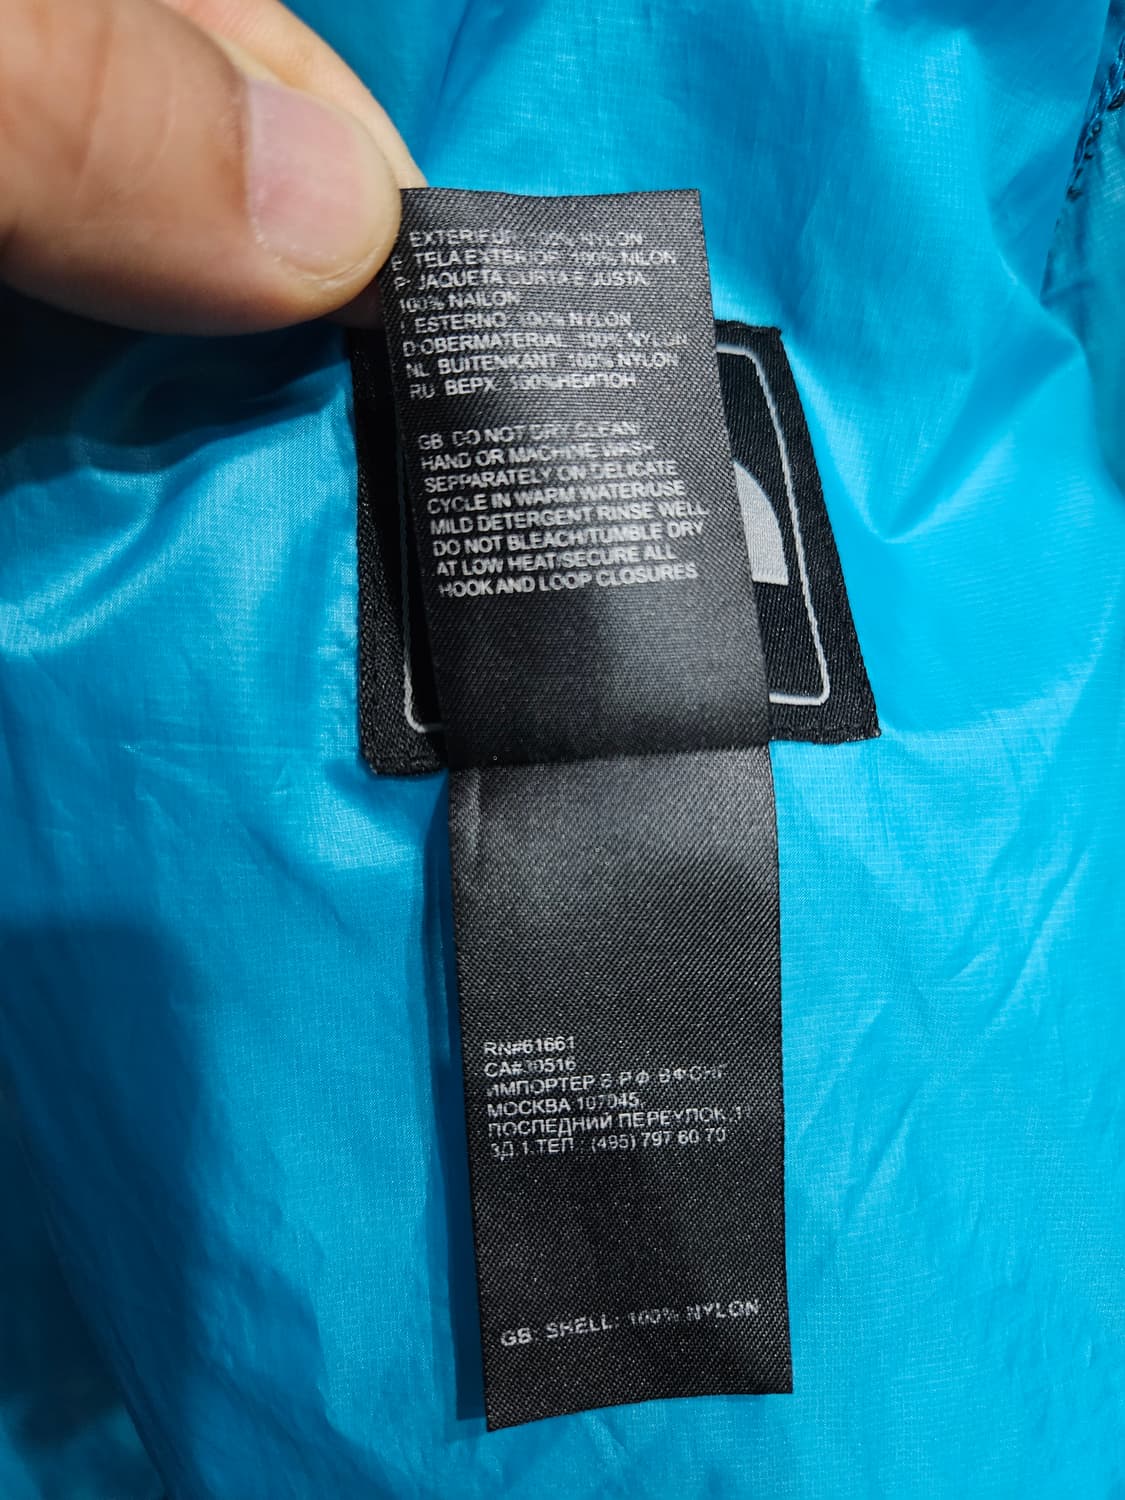 EXTERIEUR 100% NYLON
E TELA EXTERIOR 100% NILON
P JAQUETA CURTA E JUSTA
100% NAILON
I ESTERNO 100% NYLON
D OBERMATERIAL 100% NYLON
NL BUITENKANT 100% NYLON
RU ВЕРХ 100%НЕЙЛОН
GB DO NOT DRY CLEAN/
HAND OR MACHINE WASH
SEPPARATELY ON DELICATE
CYCLE IN WARM WATER/USE
MILD DETERGENT RINSE WELL
DO NOT BLEACH/TUMBLE DRY
AT LOW HEAT/SECURE ALL
HOOK AND LOOP CLOSURES
RN#61661
CA#30516
ИМПОРТЕР В РФ ВФСНГ
МОСКВА 107045,
ПОСЛЕДНИЙ ПЕРЕУЛОК,
ЗД 1.ТЕЛ.: (495) 797 60 70
GB: SHELL: 100% NYLON